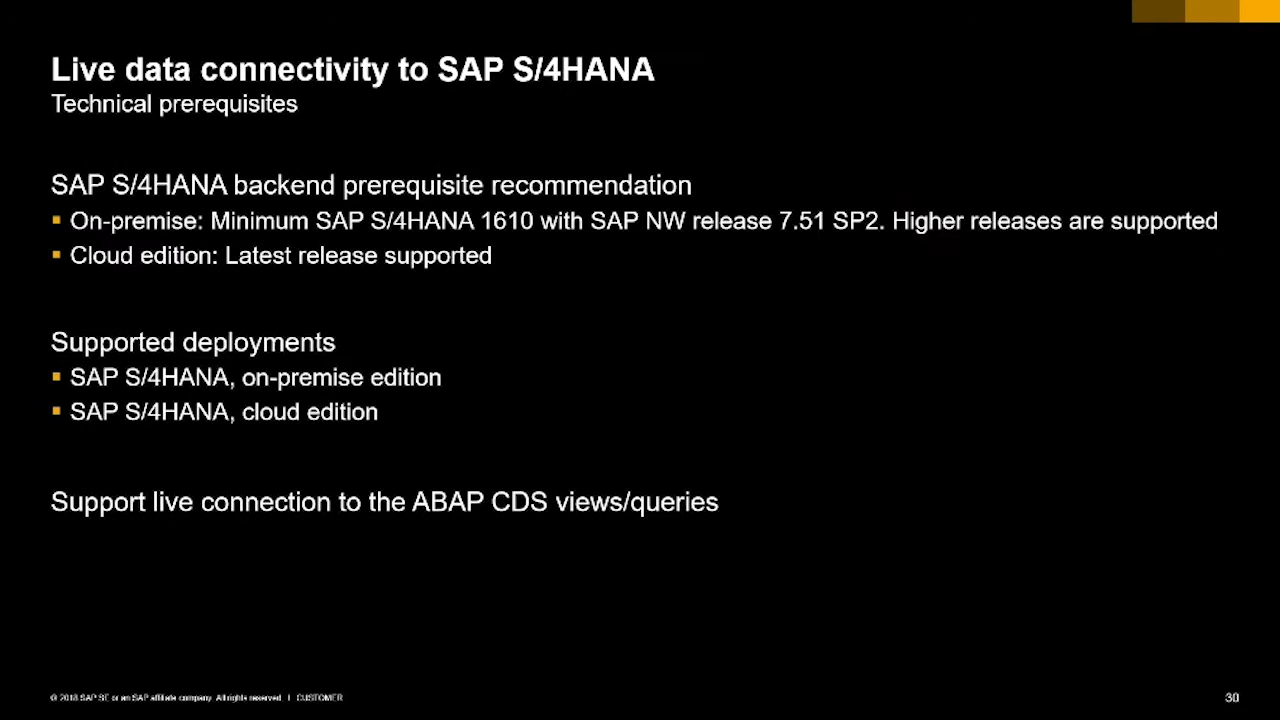 Live data connectivity to SAP S/4HANA
Technical prerequisites
SAP S/4HANA backend prerequisite recommendation
▪ On-premise: Minimum SAP S/4HANA 1610 with SAP NW release 7.51 SP2. Higher releases are supported
▪ Cloud edition: Latest release supported
Supported deployments
▪ SAP S/4HANA, on-premise edition
▪ SAP S/4HANA, cloud edition
Support live connection to the ABAP CDS views/queries
© 2018 SAP SE or an SAP affiliate company. All rights reserved. | CUSTOMER
30